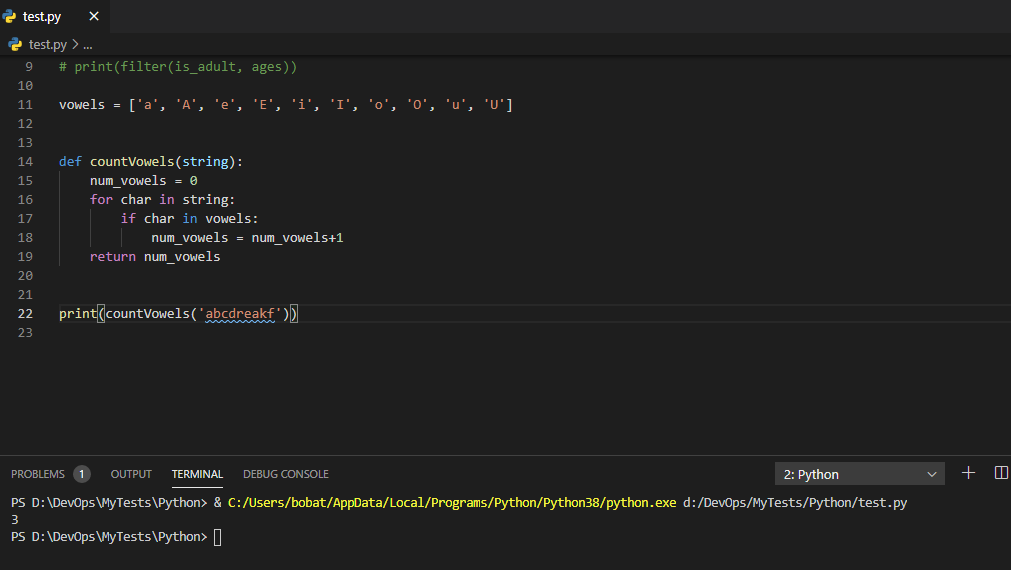 test.py ×
test.py > ...
9 # print(filter(is_adult, ages))
10
11 vowels = ['a', 'A', 'e', 'E', 'i', 'I', 'o', 'O', 'u', 'U']
12
13
14 def countVowels(string):
15     num_vowels = 0
16     for char in string:
17         if char in vowels:
18             num_vowels = num_vowels+1
19     return num_vowels
20
21
22 print(countVowels('abcdreakf'))
23
PROBLEMS 1 OUTPUT TERMINAL DEBUG CONSOLE 2: Python
PS D:\DevOps\MyTests\Python> & C:/Users/bobat/AppData/Local/Programs/Python/Python38/python.exe d:/DevOps/MyTests/Python/test.py
3
PS D:\DevOps\MyTests\Python>